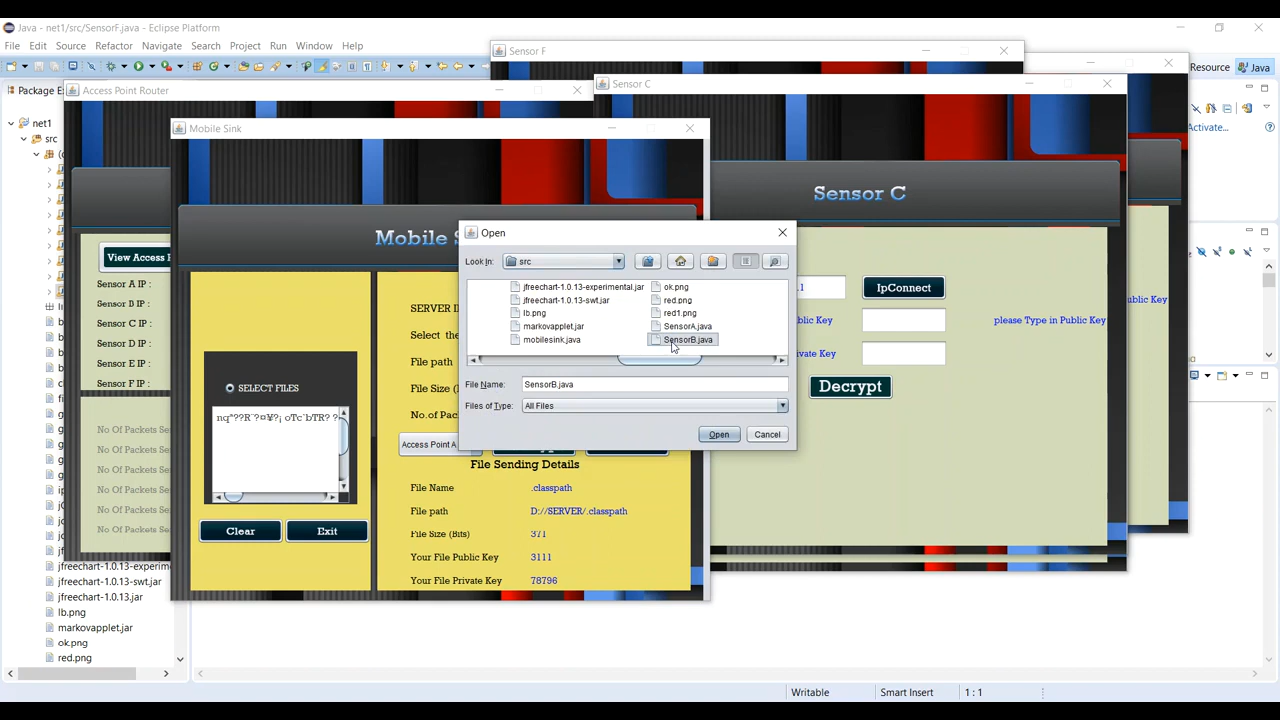 Java - net1/src/SensorF.java - Eclipse Platform
File Edit Source Refactor Navigate Search Project Run Window Help
Resource Java
Package E
net1
src
jfreechart-1.0.13-experim
jfreechart-1.0.13-swt.jar
jfreechart-1.0.13.jar
lb.png
markovapplet.jar
ok.png
red.png
Access Point Router
View Access
Sensor A IP :
Sensor B IP :
Sensor C IP :
Sensor D IP :
Sensor E IP :
Sensor F IP :
No Of Packets Se
No Of Packets Se
No Of Packets Se
No Of Packets Se
No Of Packets Se
No Of Packets Se
Mobile Sink
Mobile S
SELECT FILES
Clear Exit
SERVER I
Select the
File path
File Size (
No.of Pac
Access Point A
File Sending Details
File Name .classpath
File path D://SERVER/.classpath
File Size (Bits) 371
Your File Public Key 3111
Your File Private Key 78796
Open
Look In: src
jfreechart-1.0.13-experimental.jar ok.png
jfreechart-1.0.13-swt.jar red.png
lb.png red1.png
markovapplet.jar SensorA.java
mobilesink.java SensorB.java
File Name: SensorB.java
Files of Type: All Files
Open Cancel
Sensor F
Sensor C
Sensor C
.1 IpConnect
blic Key please Type in Public Key
ivate Key
Decrypt
ublic Key
Activate...
Writable Smart Insert 1 : 1